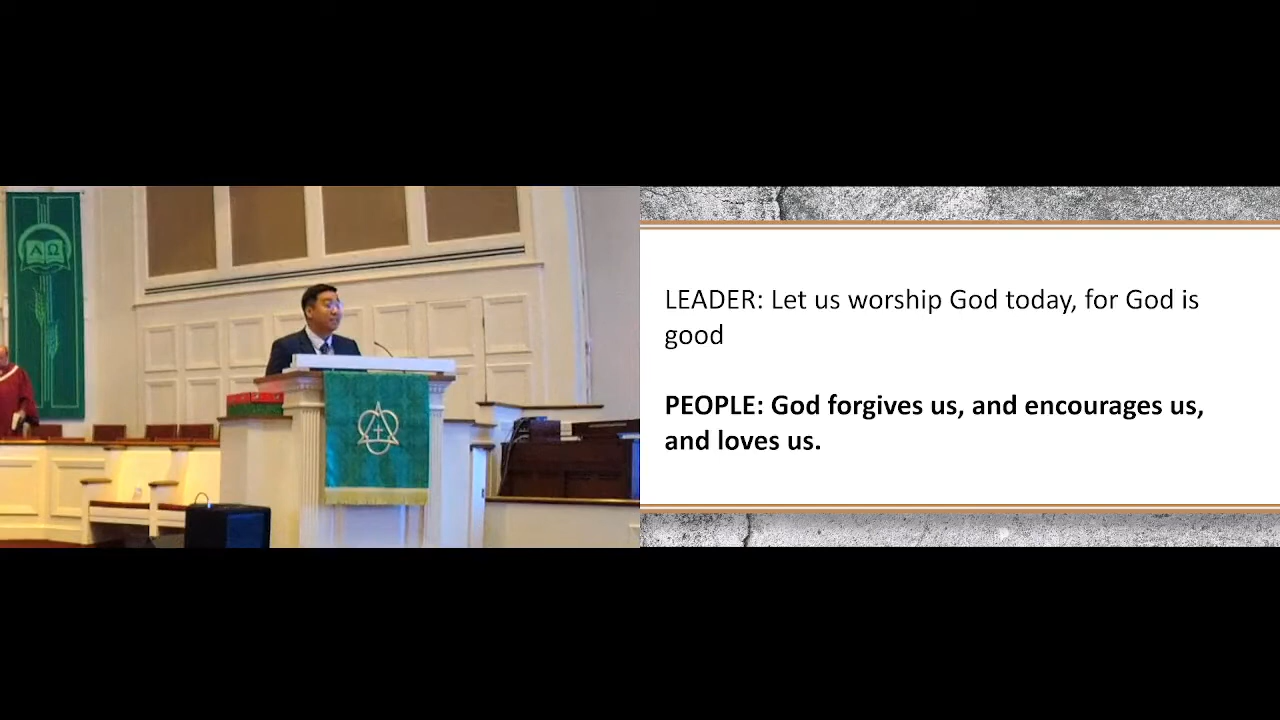 Α Ω
LEADER: Let us worship God today, for God is
good
PEOPLE: God forgives us, and encourages us,
and loves us.